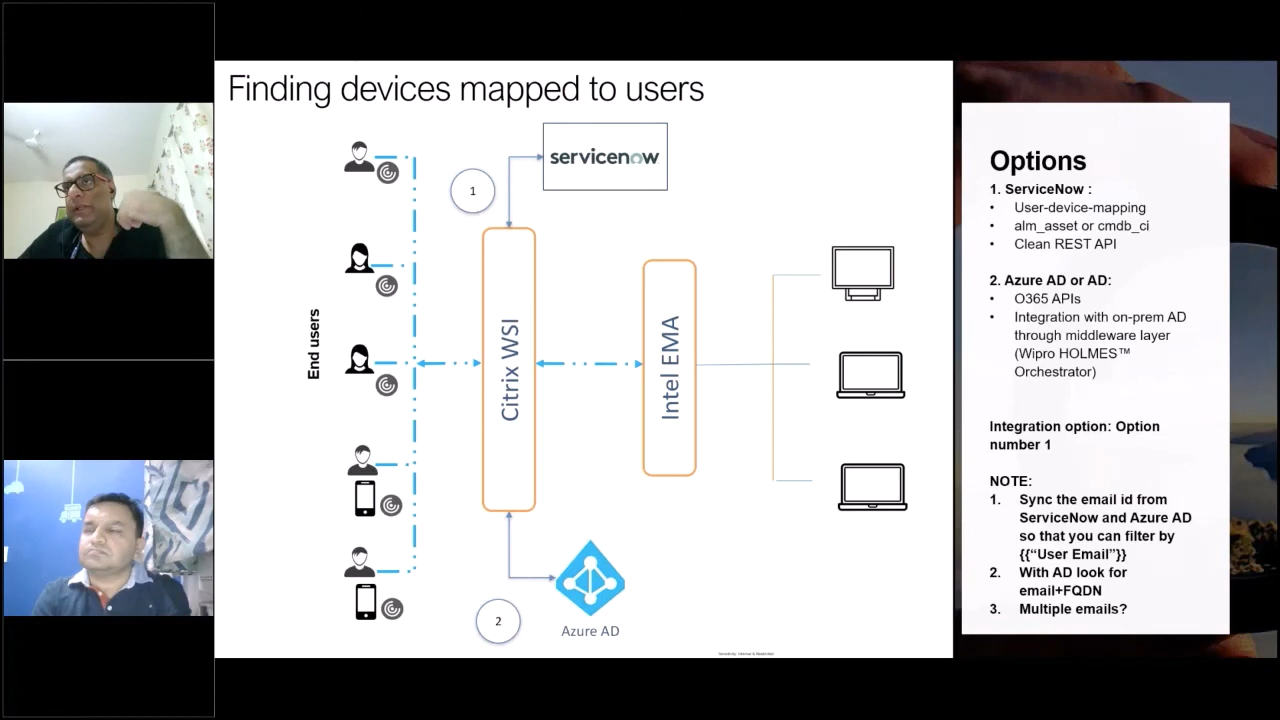 Finding devices mapped to users
servicenow
1
End users
Citrix WSI
Intel EMA
2
Azure AD
Sensitivity: Internal & Restricted
Options
1. ServiceNow :
• User-device-mapping
• alm_asset or cmdb_ci
• Clean REST API
2. Azure AD or AD:
• O365 APIs
• Integration with on-prem AD
through middleware layer
(Wipro HOLMES™
Orchestrator)
Integration option: Option
number 1
NOTE:
1. Sync the email id from
ServiceNow and Azure AD
so that you can filter by
{{“User Email”}}
2. With AD look for
email+FQDN
3. Multiple emails?